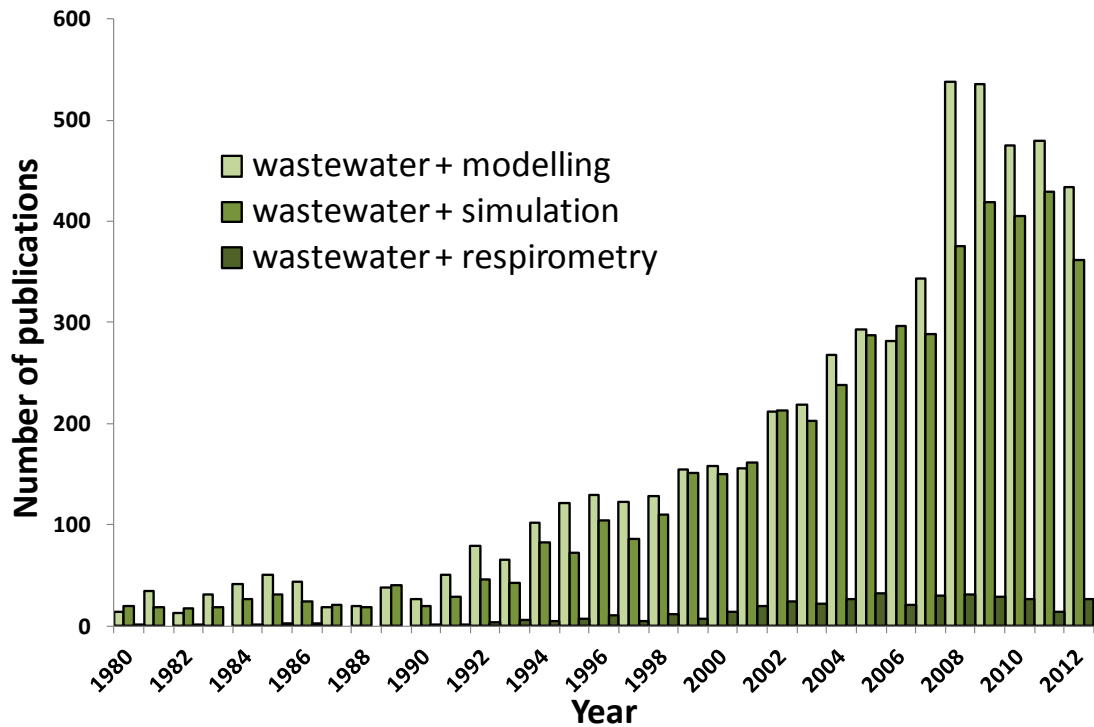 600
500
400
300
200
100
0
Number of publications
wastewater + modelling
wastewater + simulation
wastewater + respirometry
1980 1982 1984 1986 1988 1990 1992 1994 1996 1998 2000 2002 2004 2006 2008 2010 2012
Year